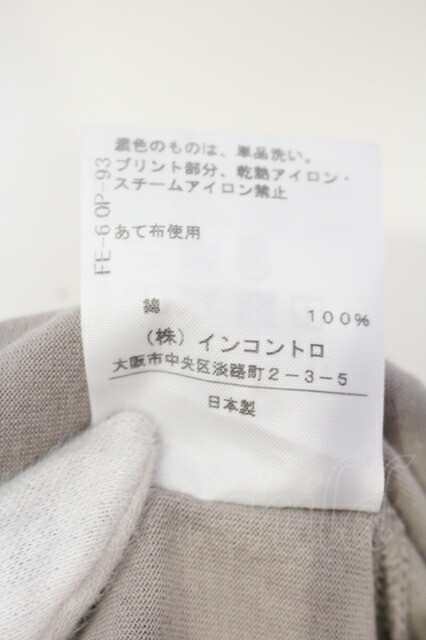 濃色のものは、単品洗い。
プリント部分、乾熱アイロン・
スチームアイロン禁止
あて布使用
FE-6 OP-93
綿 100%
(株)インコントロ
大阪市中央区淡路町2-3-5
日本製